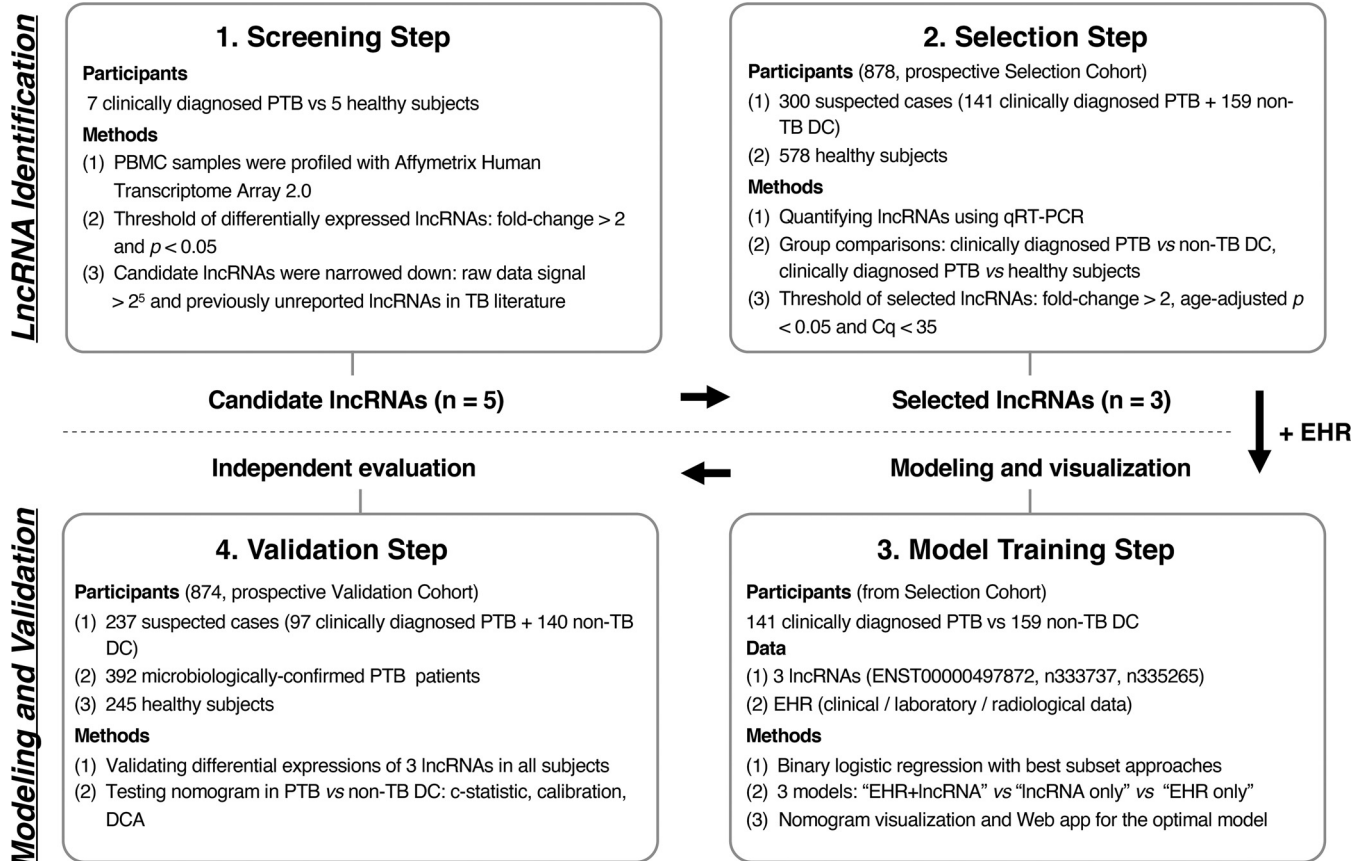 LncRNA Identification
1. Screening Step
Participants
7 clinically diagnosed PTB vs 5 healthy subjects
Methods
(1) PBMC samples were profiled with Affymetrix Human
Transcriptome Array 2.0
(2) Threshold of differentially expressed lncRNAs: fold-change > 2
and p < 0.05
(3) Candidate lncRNAs were narrowed down: raw data signal
> 2⁵ and previously unreported lncRNAs in TB literature
Candidate lncRNAs (n = 5)
2. Selection Step
Participants (878, prospective Selection Cohort)
(1) 300 suspected cases (141 clinically diagnosed PTB + 159 non-
TB DC)
(2) 578 healthy subjects
Methods
(1) Quantifying lncRNAs using qRT-PCR
(2) Group comparisons: clinically diagnosed PTB vs non-TB DC,
clinically diagnosed PTB vs healthy subjects
(3) Threshold of selected lncRNAs: fold-change > 2, age-adjusted p
< 0.05 and Cq < 35
Selected lncRNAs (n = 3)
+ EHR
Modeling and Validation
Modeling and visualization
3. Model Training Step
Participants (from Selection Cohort)
141 clinically diagnosed PTB vs 159 non-TB DC
Data
(1) 3 lncRNAs (ENST00000497872, n333737, n335265)
(2) EHR (clinical / laboratory / radiological data)
Methods
(1) Binary logistic regression with best subset approaches
(2) 3 models: “EHR+lncRNA” vs “lncRNA only” vs “EHR only”
(3) Nomogram visualization and Web app for the optimal model
Independent evaluation
4. Validation Step
Participants (874, prospective Validation Cohort)
(1) 237 suspected cases (97 clinically diagnosed PTB + 140 non-TB
DC)
(2) 392 microbiologically-confirmed PTB patients
(3) 245 healthy subjects
Methods
(1) Validating differential expressions of 3 lncRNAs in all subjects
(2) Testing nomogram in PTB vs non-TB DC: c-statistic, calibration,
DCA